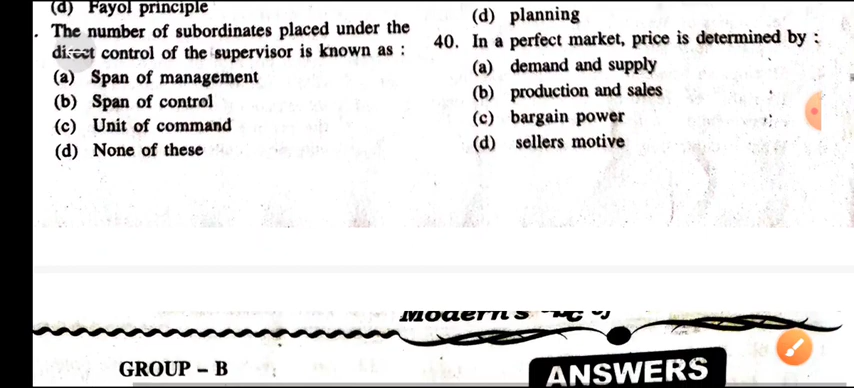 (d) Fayol principle
. The number of subordinates placed under the
direct control of the supervisor is known as :
(a) Span of management
(b) Span of control
(c) Unit of command
(d) None of these
(d) planning
40. In a perfect market, price is determined by :
(a) demand and supply
(b) production and sales
(c) bargain power
(d) sellers motive
Modern's
GROUP – B
ANSWERS